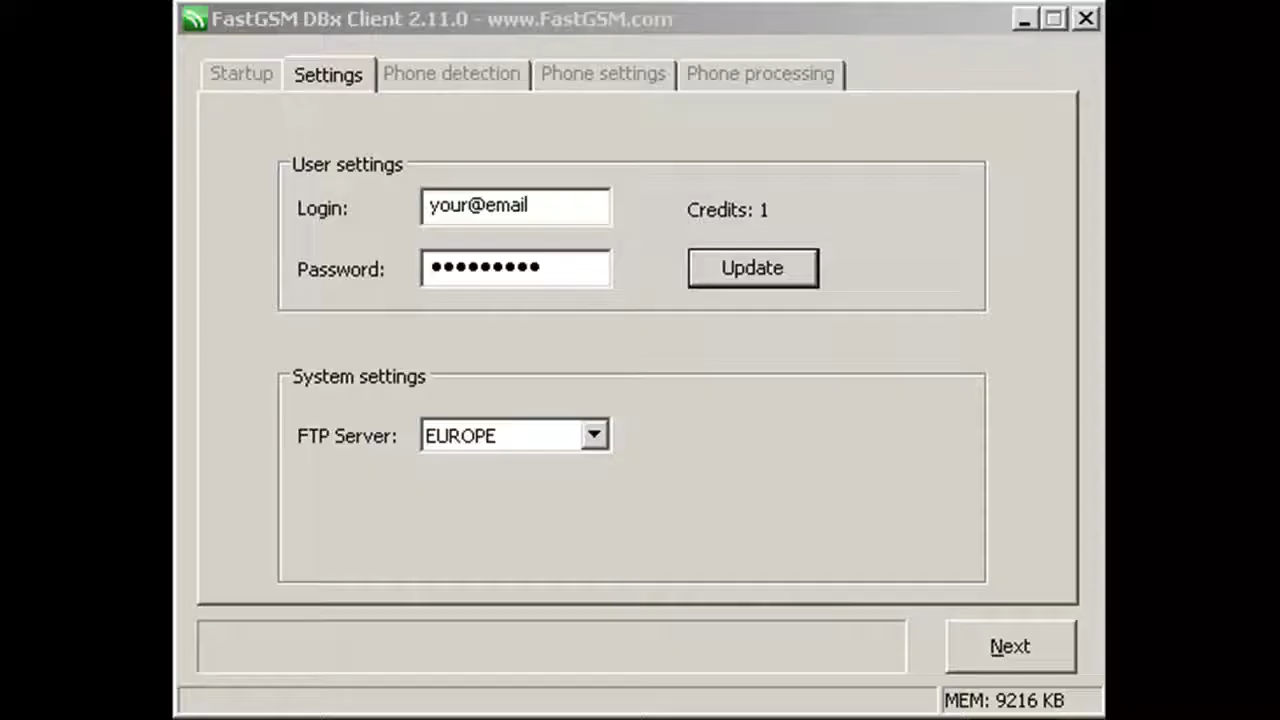 FastGSM DBx Client 2.11.0 - www.FastGSM.com
Startup Settings Phone detection Phone settings Phone processing
User settings
Login: your@email Credits: 1
Password: ●●●●●●●●● Update
System settings
FTP Server: EUROPE
Next
MEM: 9216 KB